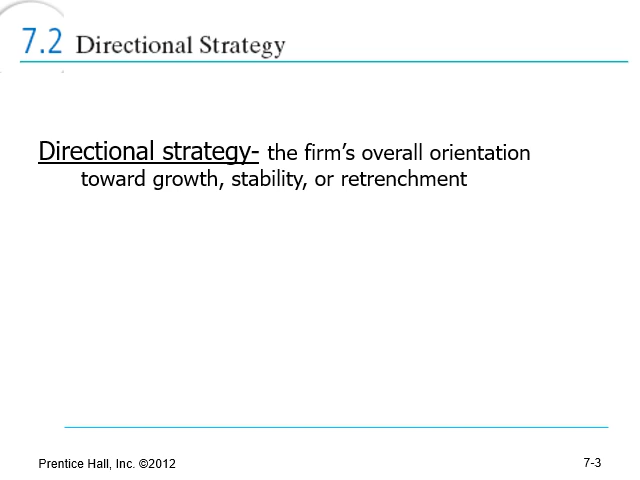 7.2 Directional Strategy
Directional strategy- the firm's overall orientation
toward growth, stability, or retrenchment
Prentice Hall, Inc. ©2012
7-3